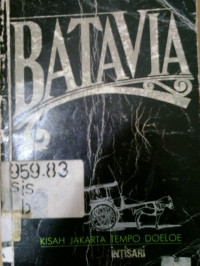 BATAVIA
959.83
sis
b
KISAH JAKARTA TEMPO DOELOE
INTISARI